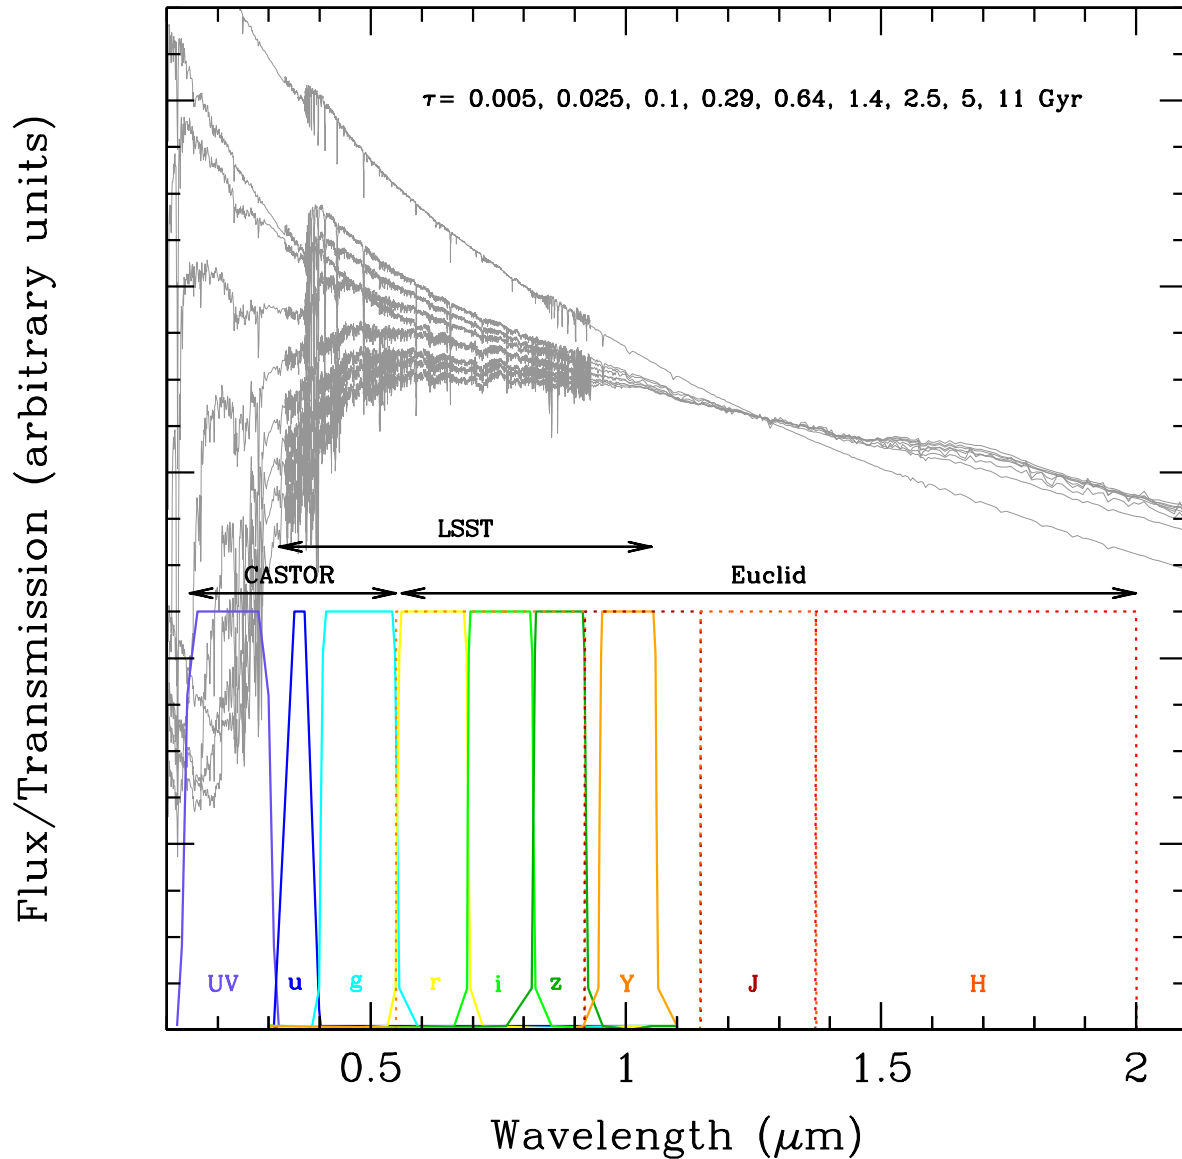 τ= 0.005, 0.025, 0.1, 0.29, 0.64, 1.4, 2.5, 5, 11 Gyr
Flux/Transmission (arbitrary units)
LSST
CASTOR
Euclid
UV
u
g
r
i
z
Y
J
H
0.5
1
1.5
2
Wavelength (μm)